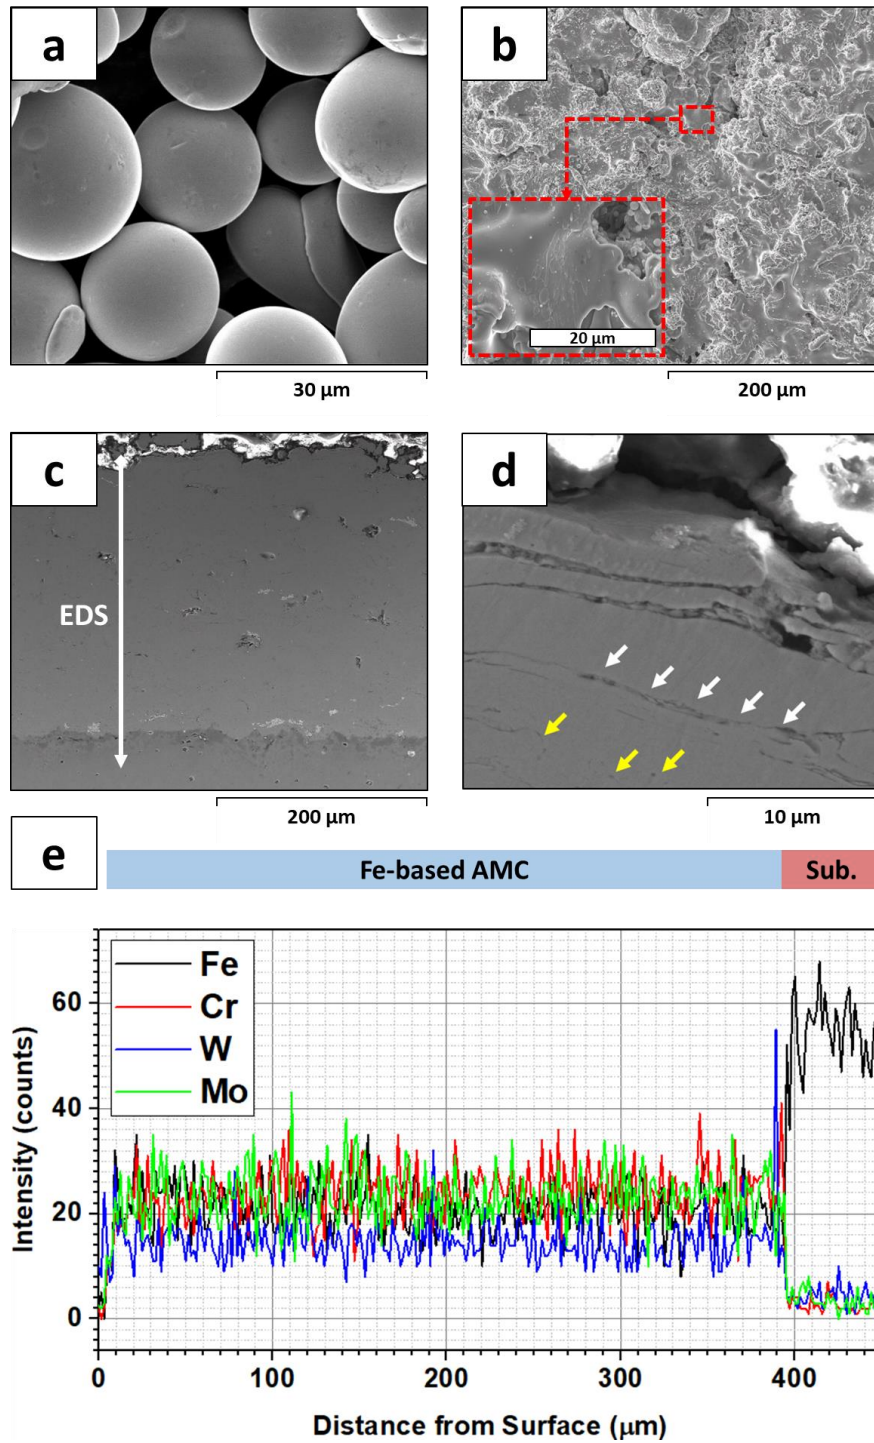 a
30 μm
b
20 μm
200 μm
c
EDS
200 μm
d
10 μm
e
Fe-based AMC
Sub.
Fe
Cr
W
Mo
60
40
20
0
Intensity (counts)
0 100 200 300 400
Distance from Surface (μm)